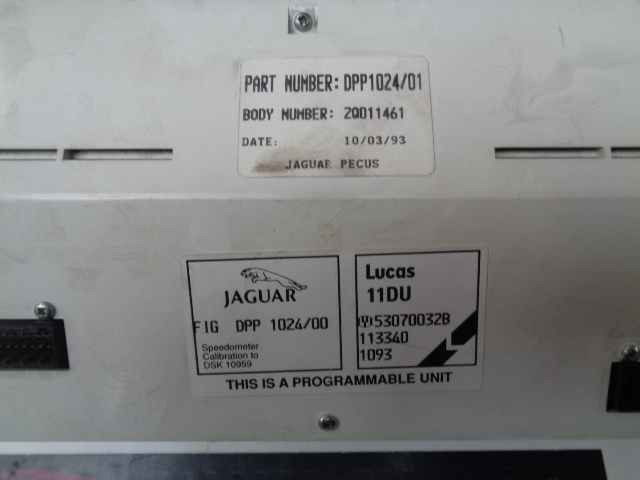 PART NUMBER: DPP1024/01
BODY NUMBER: 2Q011461
DATE: 10/03/93
JAGUAR PECUS
JAGUAR
FIG DPP 1024/00
Speedometer
Calibration to
DSK 10959
Lucas
11DU
(Y)53070032B
113340
1093
THIS IS A PROGRAMMABLE UNIT